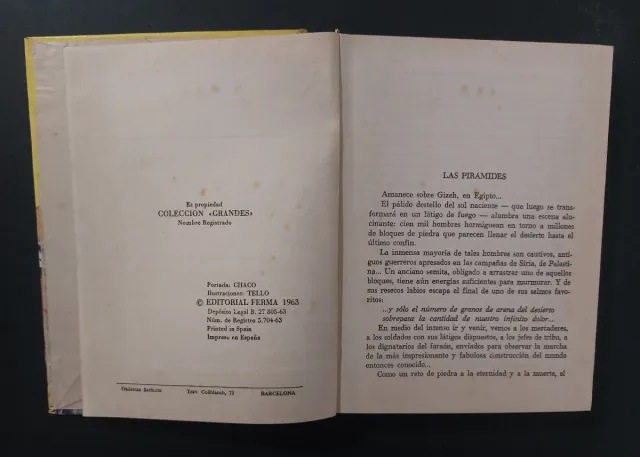 Es propiedad
COLECCION «GRANDES»
Nombre Registrado
Portada: CHACO
Ilustraciones: TELLO
© EDITORIAL FERMA 1963
Depósito Legal B. 27 805-63
Núm. de Registro 5.704-63
Printed in Spain
Impreso en España
Trav. Collblanch, 73 BARCELONA
LAS PIRAMIDES
Amanece sobre Gizeh, en Egipto...
El pálido destello del sol naciente — que luego se trans-
formará en un látigo de fuego — alumbra una escena alu-
cinante: cien mil hombres hormiguean en torno a millones
de bloques de piedra que parecen llenar el desierto hasta el
último confín.
La inmensa mayoría de tales hombres son cautivos, anti-
guos guerreros apresados en las campañas de Siria, de Palesti-
na... Un anciano semita, obligado a arrastrar uno de aquellos
bloques, tiene aún energías suficientes para murmurar. Y de
sus resecos labios escapa el final de uno de sus salmos favo-
ritos:
...y sólo el número de granos de arena del desierto
sobrepasa la cantidad de nuestro infinito dolor...
En medio del intenso ir y venir, vemos a los mercaderes,
a los soldados con sus látigos dispuestos, a los jefes de tribu, a
los dignatarios del faraón, enviados para observar la marcha
de la más impresionante y fabulosa construcción del mundo
entonces conocido...
Como un reto de piedra a la eternidad y a la muerte, el